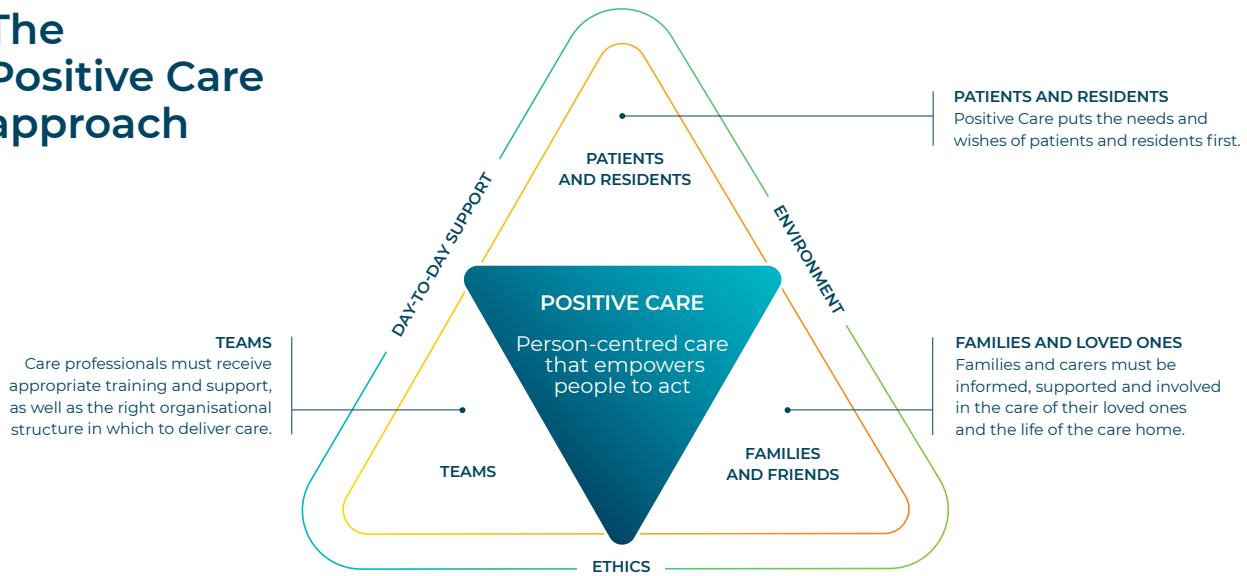 The
Positive Care
approach
PATIENTS AND RESIDENTS
Positive Care puts the needs and
wishes of patients and residents first.
PATIENTS
AND RESIDENTS
DAY-TO-DAY SUPPORT
ENVIRONMENT
POSITIVE CARE
Person-centred care
that empowers
people to act
TEAMS
Care professionals must receive
appropriate training and support,
as well as the right organisational
structure in which to deliver care.
FAMILIES AND LOVED ONES
Families and carers must be
informed, supported and involved
in the care of their loved ones
and the life of the care home.
TEAMS
FAMILIES
AND FRIENDS
ETHICS